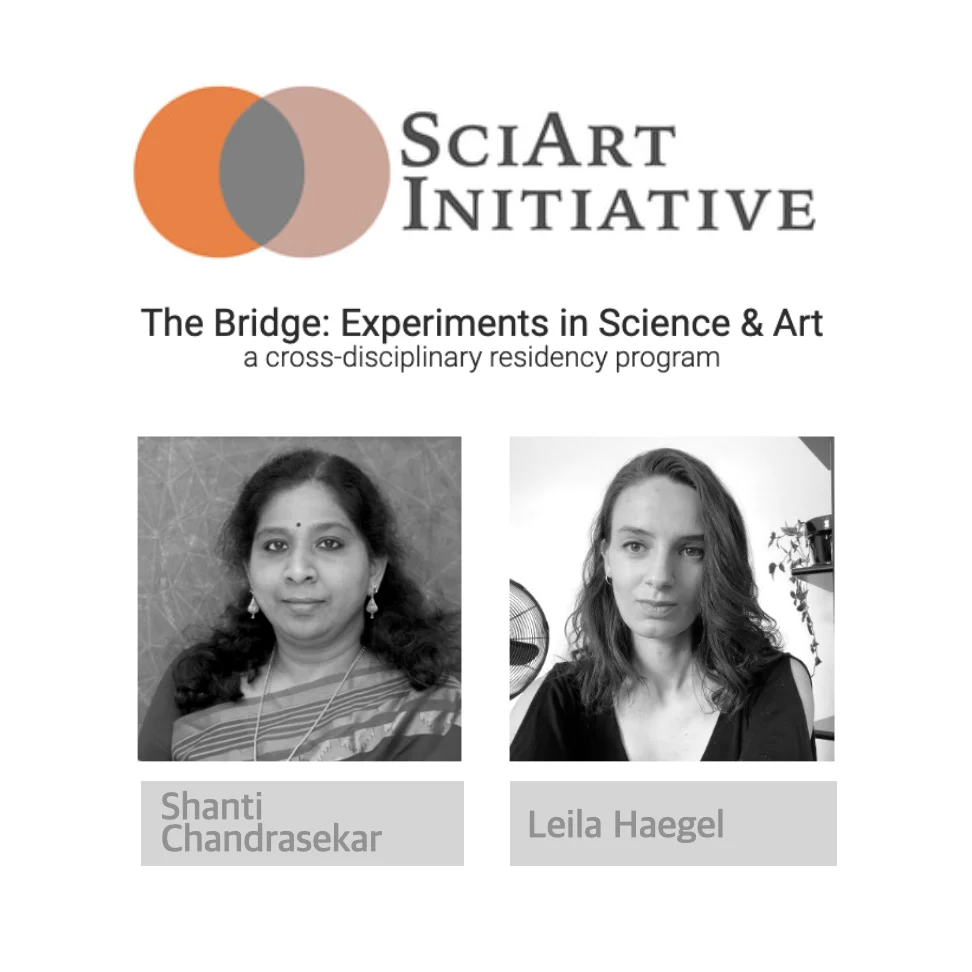 SciArt
Initiative
The Bridge: Experiments in Science & Art
a cross-disciplinary residency program
Shanti
Chandrasekar
Leila Haegel